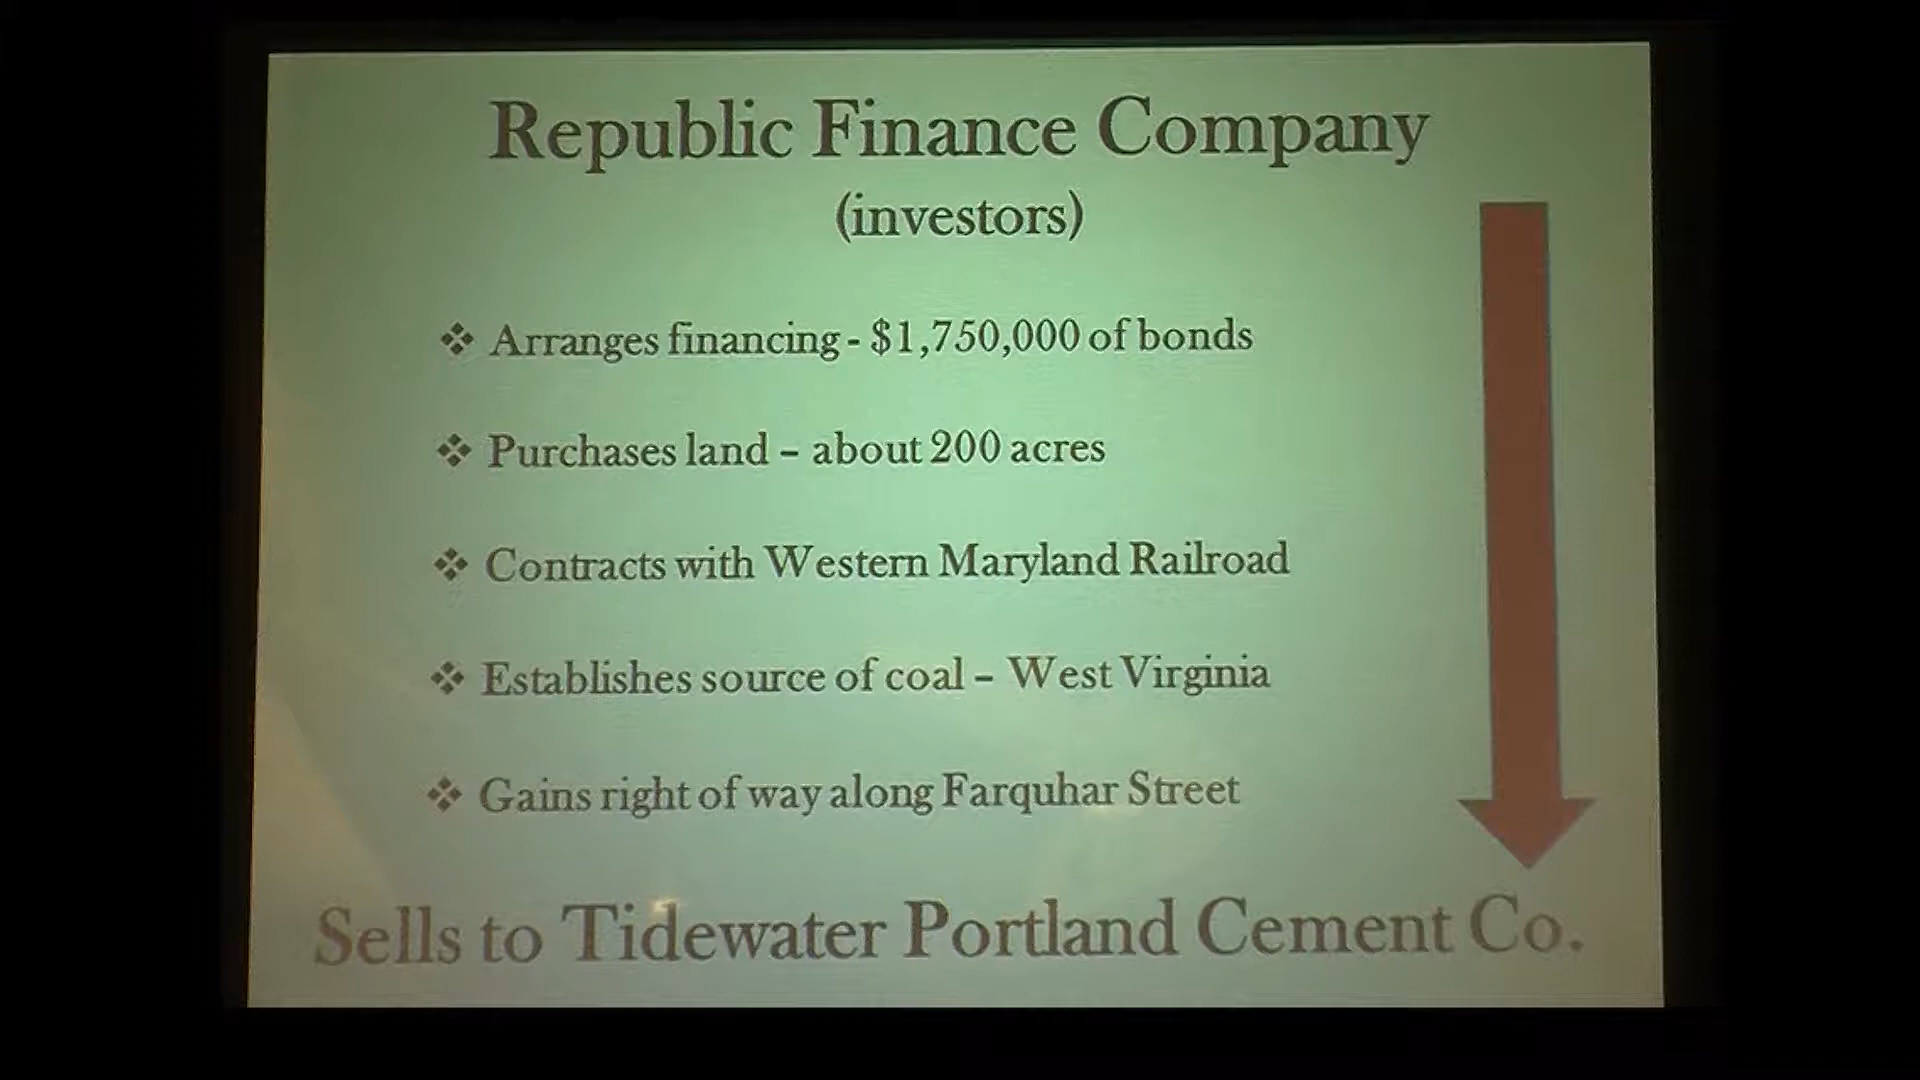 Republic Finance Company
(investors)
❖ Arranges financing - $1,750,000 of bonds
❖ Purchases land – about 200 acres
❖ Contracts with Western Maryland Railroad
❖ Establishes source of coal – West Virginia
❖ Gains right of way along Farquhar Street
Sells to Tidewater Portland Cement Co.